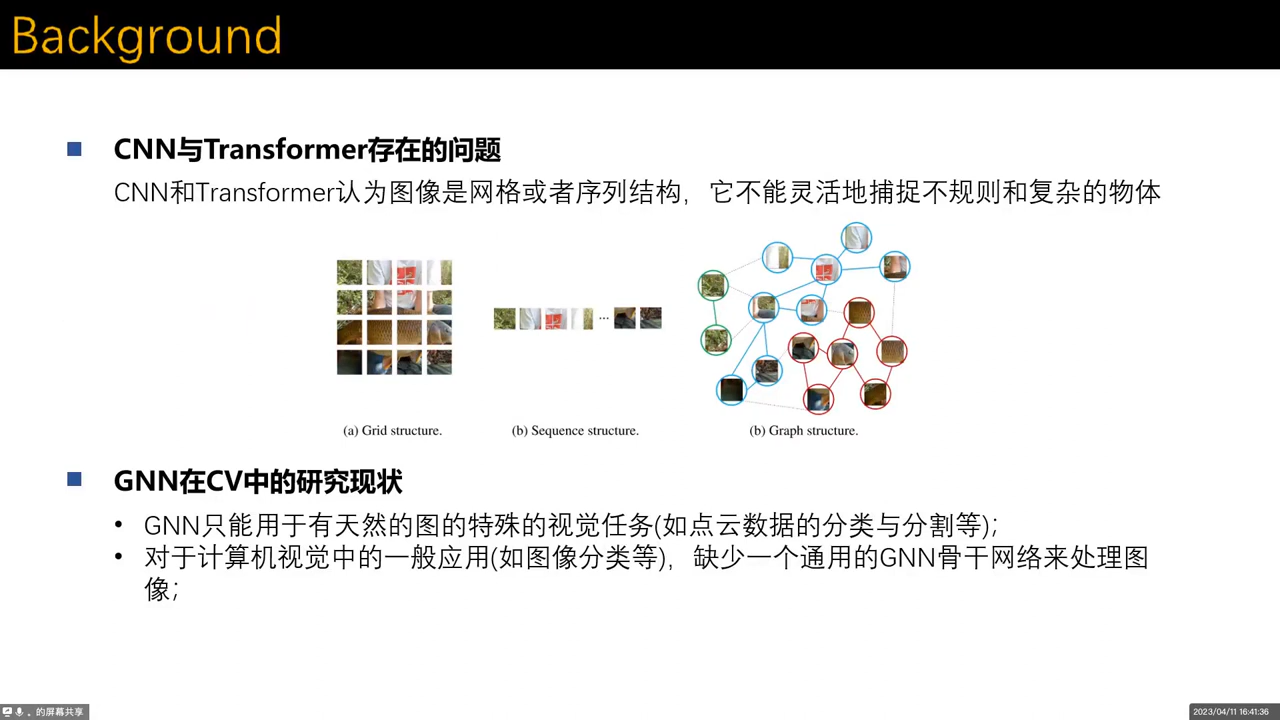 Background
CNN与Transformer存在的问题
CNN和Transformer认为图像是网格或者序列结构，它不能灵活地捕捉不规则和复杂的物体
...
(a) Grid structure.
(b) Sequence structure.
(b) Graph structure.
GNN在CV中的研究现状
• GNN只能用于有天然的图的特殊的视觉任务(如点云数据的分类与分割等)；
• 对于计算机视觉中的一般应用(如图像分类等)，缺少一个通用的GNN骨干网络来处理图
像；
。的屏幕共享
2023/04/11 16:41:36